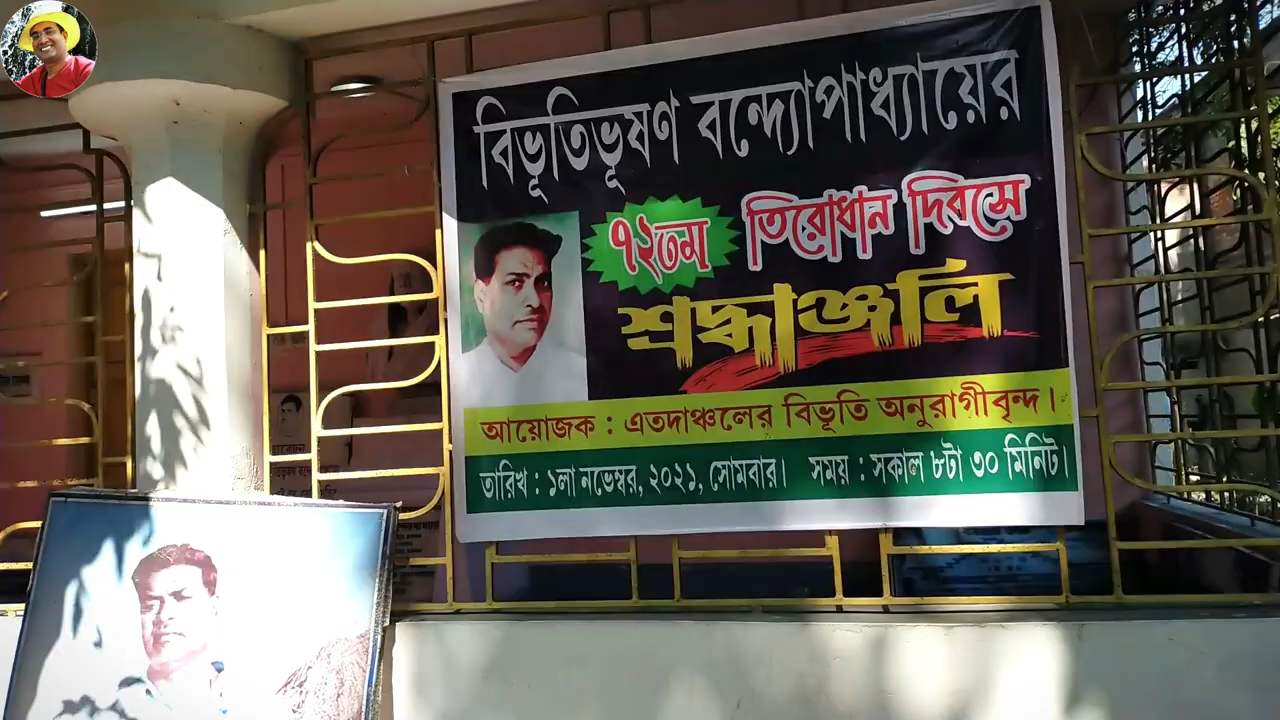 বিভূতিভূষণ বন্দ্যোপাধ্যায়ের
৭২তম তিরোধান দিবসে
শ্রদ্ধাঞ্জলি
আয়োজক : এতদাঞ্চলের বিভূতি অনুরাগীবৃন্দ।
তারিখ : ১লা নভেম্বর, ২০২১, সোমবার। সময় : সকাল ৮টা ৩০ মিনিট।